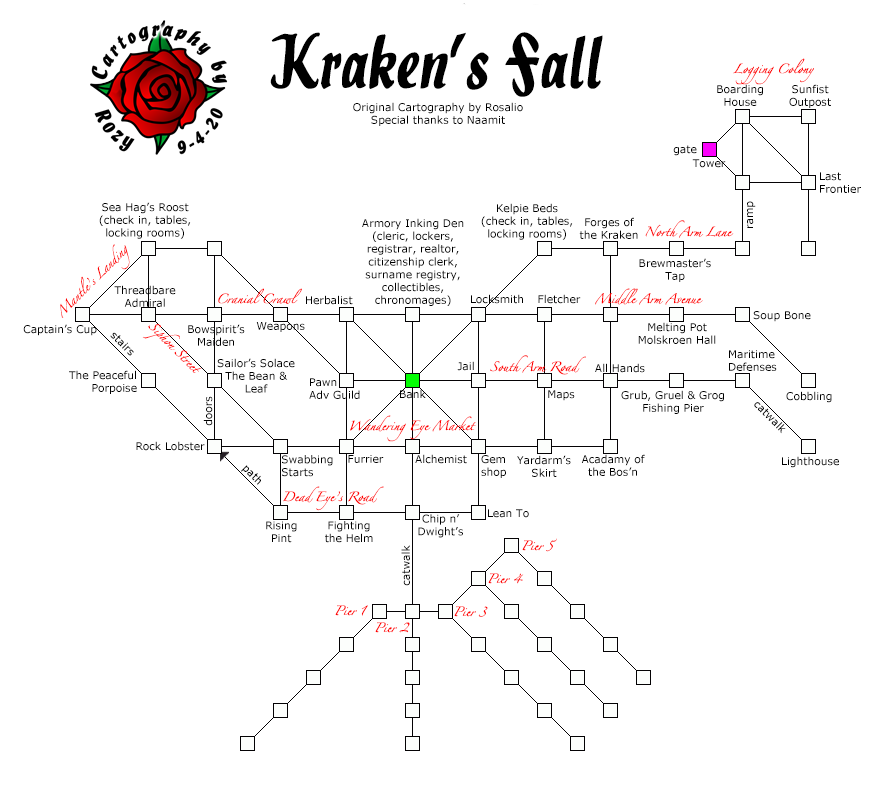 Cartography by
Rozy 9-4-20
Kraken's Fall
Original Cartography by Rosalio
Special thanks to Naamit
Logging Colony
Boarding
House
Sunfist
Outpost
gate
Tower
Last
Frontier
ramp
Sea Hag's Roost
(check in, tables,
locking rooms)
Armory Inking Den
(cleric, lockers,
registrar, realtor,
citizenship clerk,
surname registry,
collectibles,
chronomages)
Kelpie Beds
(check in, tables,
locking rooms)
Forges of
the Kraken
North Arm Lane
Brewmaster's
Tap
Mantle's Landing
Threadbare
Admiral
Cranial Crawl
Herbalist
Locksmith
Fletcher
Middle Arm Avenue
Captain's Cup
stairs
Siphon Street
Bowspirit's
Maiden
Weapons
Melting Pot
Molskroen Hall
Soup Bone
The Peaceful
Porpoise
Sailor's Solace
The Bean &
Leaf
Pawn
Adv Guild
Bank
Jail
South Arm Road
Maps
All Hands
Grub, Gruel & Grog
Fishing Pier
Maritime
Defenses
Cobbling
doors
catwalk
Wandering Eye Market
Rock Lobster
Swabbing
Starts
Furrier
Alchemist
Gem
shop
Yardarm's
Skirt
Acadamy of
the Bos'n
Lighthouse
path
Dead Eye's Road
Rising
Pint
Fighting
the Helm
Chip n'
Dwight's
Lean To
catwalk
Pier 5
Pier 4
Pier 1
Pier 2
Pier 3